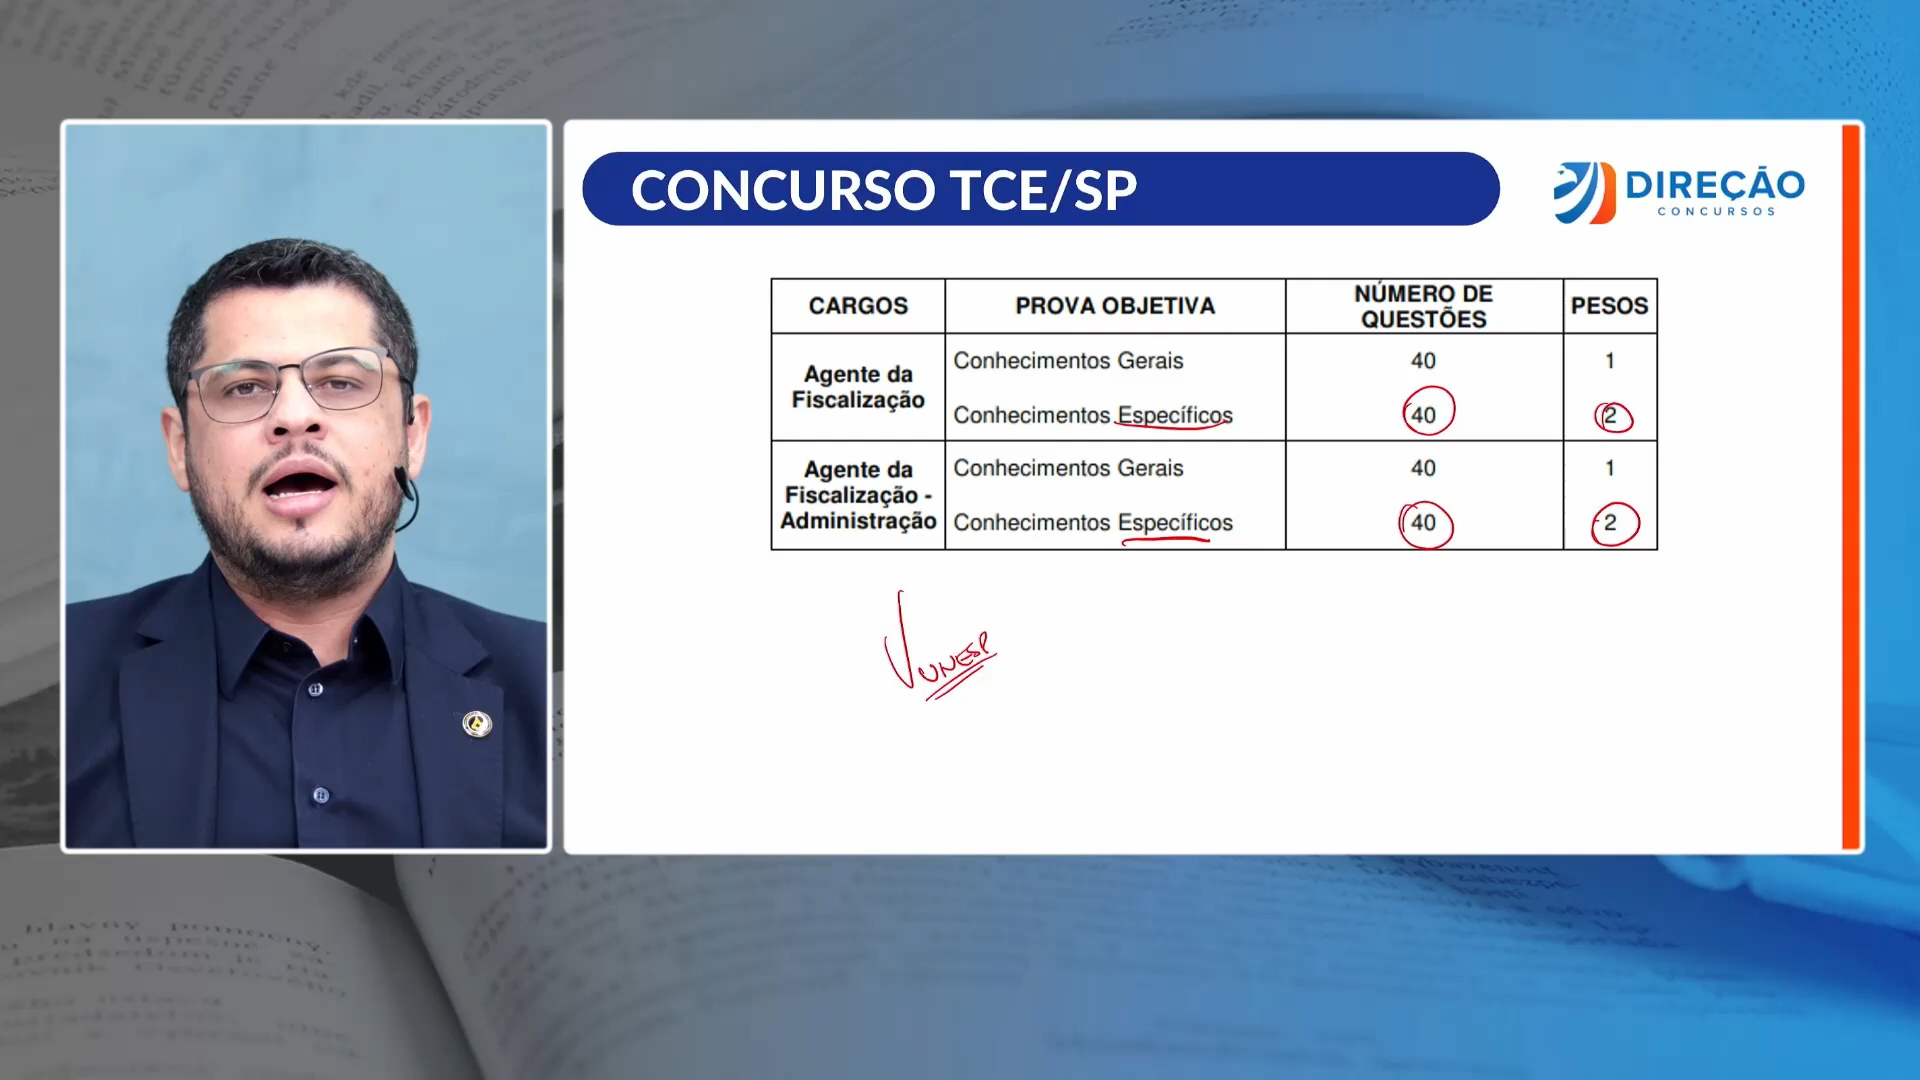 CONCURSO TCE/SP
DIREÇÃO
CONCURSOS
CARGOS PROVA OBJETIVA NÚMERO DE QUESTÕES PESOS
Agente da Fiscalização
Conhecimentos Gerais 40 1
Conhecimentos Específicos 40 2
Agente da Fiscalização - Administração
Conhecimentos Gerais 40 1
Conhecimentos Específicos 40 2
VUNESP